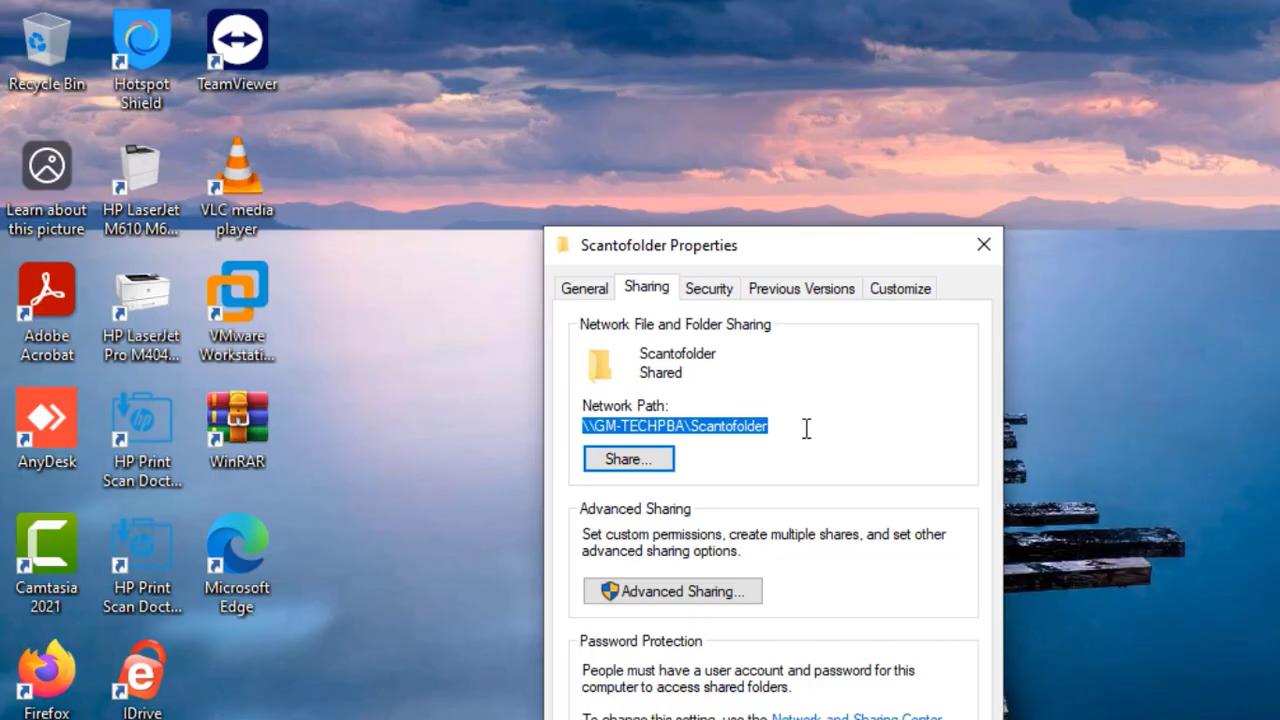 Recycle Bin
Hotspot
Shield
TeamViewer
Learn about
this picture
HP LaserJet
M610 M6...
VLC media
player
Adobe
Acrobat
HP LaserJet
Pro M404...
VMware
Workstati...
AnyDesk
HP Print
Scan Doct...
WinRAR
Camtasia
2021
HP Print
Scan Doct...
Microsoft
Edge
Firefox
IDrive
Scantofolder Properties
General
Sharing
Security
Previous Versions
Customize
Network File and Folder Sharing
Scantofolder
Shared
Network Path:
\\GM-TECHPBA\Scantofolder
Share...
Advanced Sharing
Set custom permissions, create multiple shares, and set other
advanced sharing options.
Advanced Sharing...
Password Protection
People must have a user account and password for this
computer to access shared folders.
To change this setting, use the Network and Sharing Center